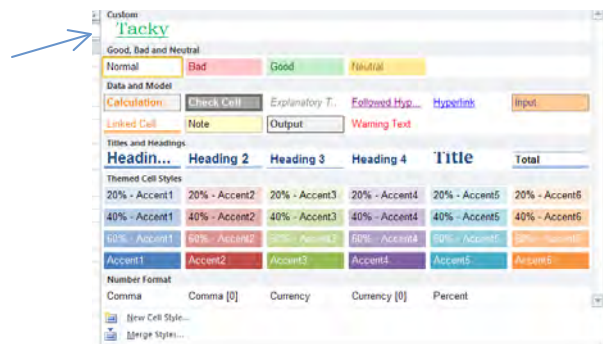 Custom
Tacky
Good, Bad and Neutral
Normal Bad Good Neutral
Data and Model
Calculation Check Cell Explanatory T... Followed Hyp... Hyperlink Input
Linked Cell Note Output Warning Text
Titles and Headings
Headin... Heading 2 Heading 3 Heading 4 Title Total
Themed Cell Styles
20% - Accent1 20% - Accent2 20% - Accent3 20% - Accent4 20% - Accent5 20% - Accent6
40% - Accent1 40% - Accent2 40% - Accent3 40% - Accent4 40% - Accent5 40% - Accent6
60% - Accent1 60% - Accent2 60% - Accent3 60% - Accent4 60% - Accent5 60% - Accent6
Accent1 Accent2 Accent3 Accent4 Accent5 Accent6
Number Format
Comma Comma [0] Currency Currency [0] Percent
New Cell Style...
Merge Styles...